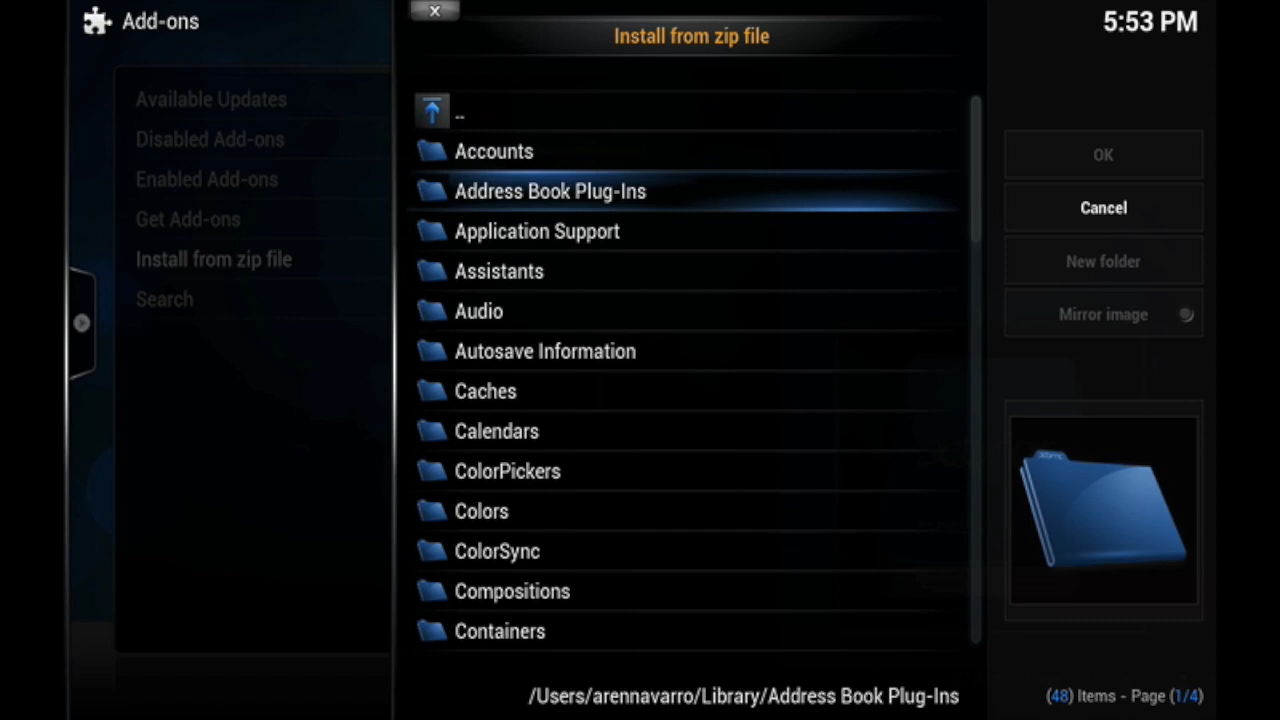 Add-ons
Available Updates
Disabled Add-ons
Enabled Add-ons
Get Add-ons
Install from zip file
Search
x
Install from zip file
..
Accounts
Address Book Plug-Ins
Application Support
Assistants
Audio
Autosave Information
Caches
Calendars
ColorPickers
Colors
ColorSync
Compositions
Containers
/Users/arennavarro/Library/Address Book Plug-Ins
5:53 PM
OK
Cancel
New folder
Mirror image
(48) Items - Page (1/4)